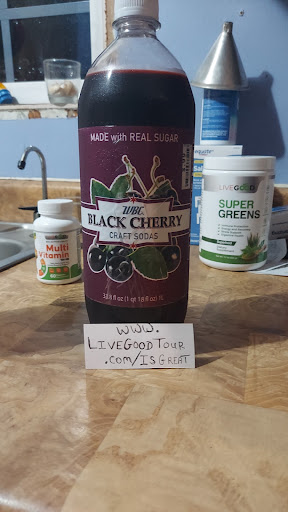 MADE with REAL SUGAR
WBC
BLACK CHERRY
CRAFT SODAS
LIVEGOOD
SUPER
GREENS
Multi
Vitamin
WWW.
LIVEGOODTOUR
.COM/ISGREAT